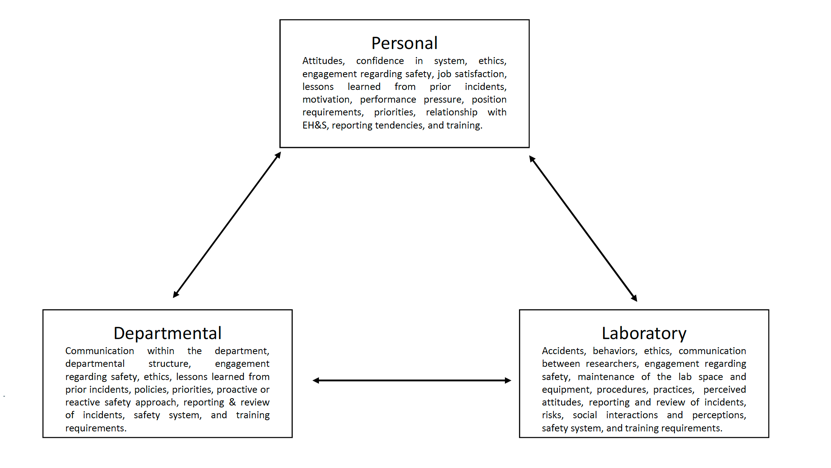 Personal
Attitudes, confidence in system, ethics,
engagement regarding safety, job satisfaction,
lessons learned from prior incidents,
motivation, performance pressure, position
requirements, priorities, relationship with
EH&S, reporting tendencies, and training.
Departmental
Communication within the department,
departmental structure, engagement
regarding safety, ethics, lessons learned from
prior incidents, policies, priorities, proactive or
reactive safety approach, reporting & review
of incidents, safety system, and training
requirements.
Laboratory
Accidents, behaviors, ethics, communication
between researchers, engagement regarding
safety, maintenance of the lab space and
equipment, procedures, practices, perceived
attitudes, reporting and review of incidents,
risks, social interactions and perceptions,
safety system, and training requirements.